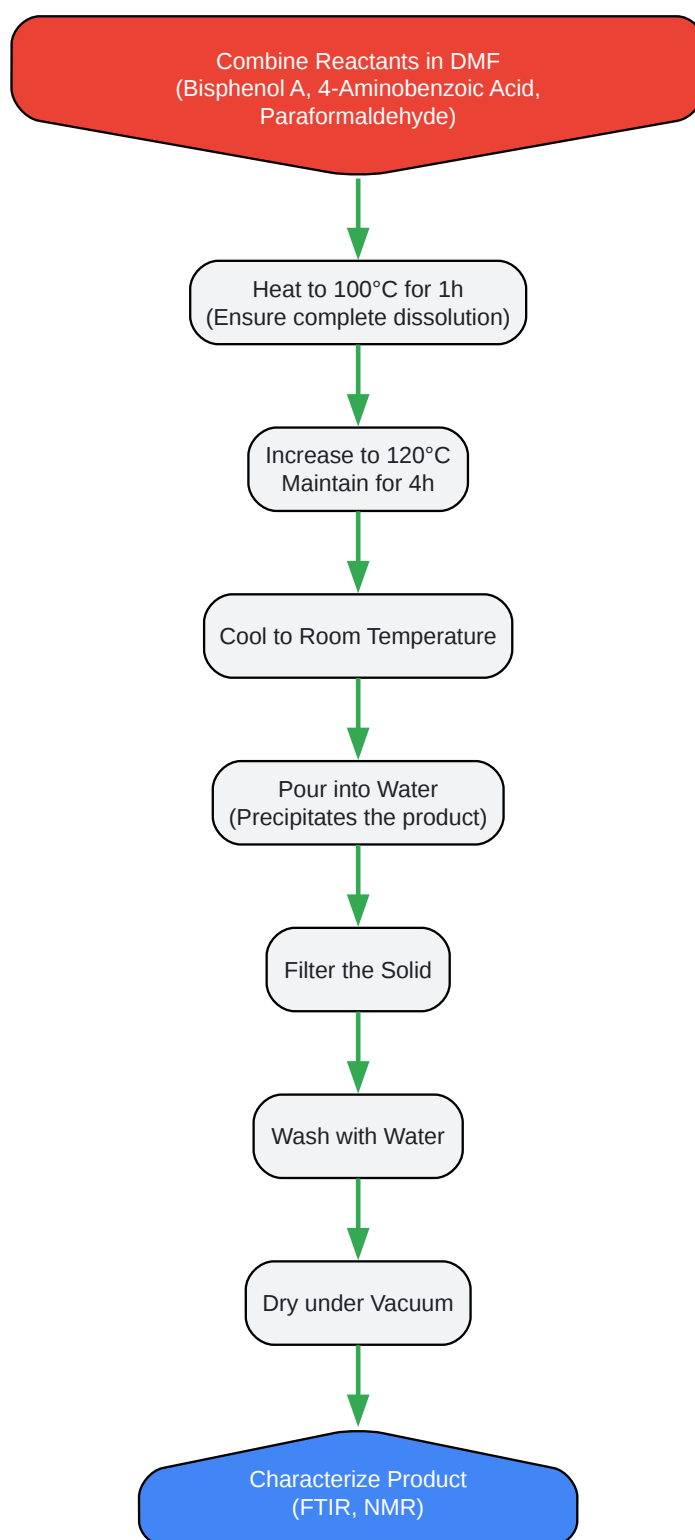 Combine Reactants in DMF
(Bisphenol A, 4-Aminobenzoic Acid,
Paraformaldehyde)
Heat to 100°C for 1h
(Ensure complete dissolution)
Increase to 120°C
Maintain for 4h
Cool to Room Temperature
Pour into Water
(Precipitates the product)
Filter the Solid
Wash with Water
Dry under Vacuum
Characterize Product
(FTIR, NMR)